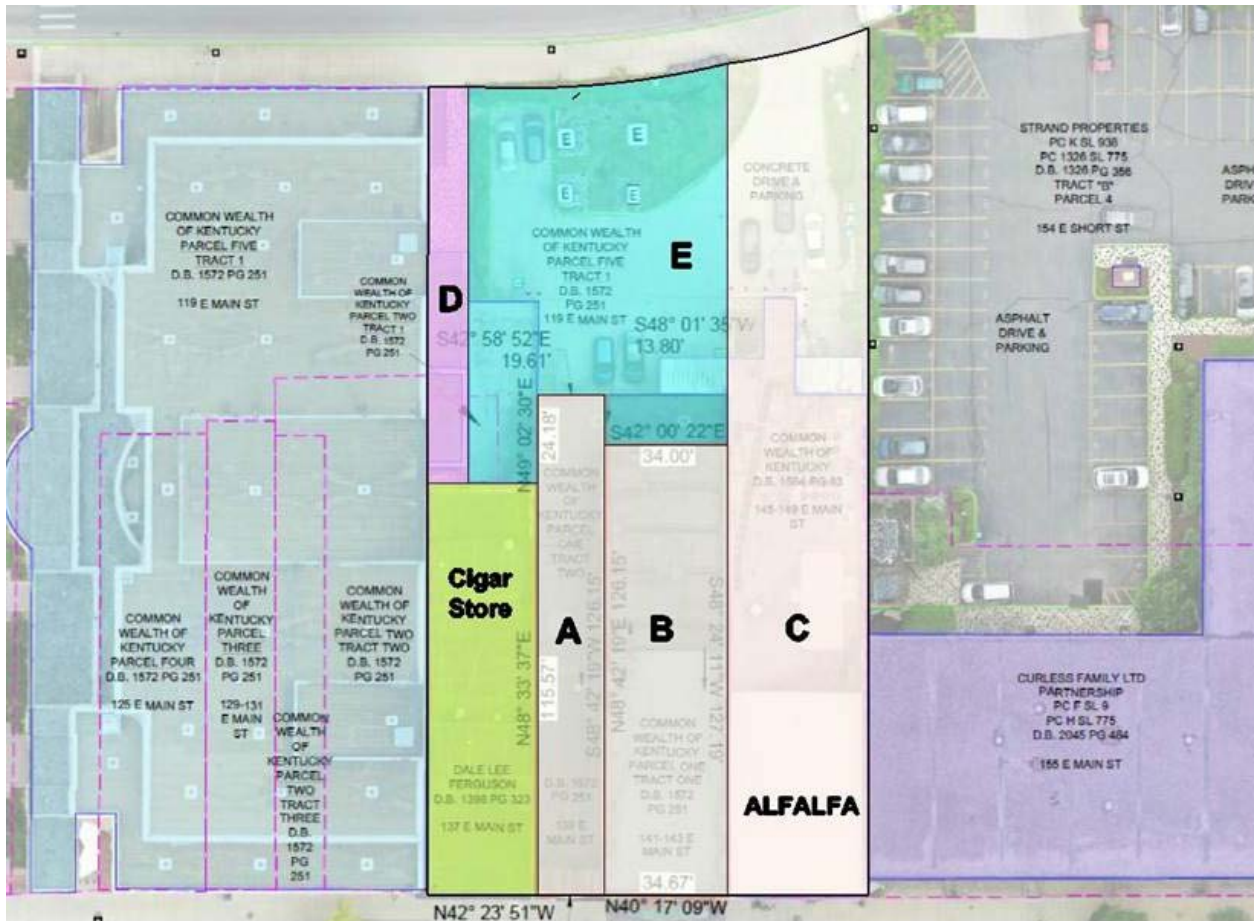 COMMON WEALTH
OF KENTUCKY
PARCEL FIVE
TRACT 1
D.B. 1572 PG 251
119 E MAIN ST
COMMON
WEALTH OF
KENTUCKY
PARCEL TWO
TRACT 1
D.B. 1572
PG 251
D
E
E
E
E
COMMON WEALTH
OF KENTUCKY
PARCEL FIVE
TRACT 1
D.B. 1572
PG 251
119 E MAIN ST
E
S42° 58' 52"E
19.61'
S48° 01' 35"W
13.80'
N49° 02' 30"E
24.18'
S42° 00' 22"E
34.00'
CONCRETE
DRIVE &
PARKING
STRAND PROPERTIES
PC K SL 936
PC 1326 SL 775
D.B. 1326 PG 356
TRACT "B"
PARCEL 4
154 E SHORT ST
ASPHALT
DRIVE &
PARKING
ASPH
DRIV
PARK
COMMON
WEALTH OF
KENTUCKY
PARCEL FOUR
D.B. 1572 PG 251
125 E MAIN ST
COMMON
WEALTH
OF
KENTUCKY
PARCEL
THREE
D.B. 1572
PG 251
129-131
E MAIN
ST
COMMON
WEALTH
OF
KENTUCKY
PARCEL
TWO
TRACT
THREE
D.B.
1572
PG
251
COMMON
WEALTH OF
KENTUCKY
PARCEL TWO
TRACT TWO
D.B. 1572
PG 251
Cigar
Store
DALE LEE
FERGUSON
D.B. 1398 PG 323
137 E MAIN ST
N48° 33' 37"E
115.57'
COMMON
WEALTH
OF
KENTUCKY
PARCEL
ONE
TRACT
TWO
A
S48° 42' 19"W 126.15'
D.B. 1572
PG 251
139 E
MAIN ST
N48° 42' 19"E 126.15'
B
COMMON
WEALTH OF
KENTUCKY
PARCEL ONE
TRACT ONE
D.B. 1572
PG 251
141-143 E
MAIN ST
34.67'
S48° 24' 11"W 127.19'
COMMON
WEALTH OF
KENTUCKY
145-149 E MAIN
ST
C
ALFALFA
CURLESS FAMILY LTD
PARTNERSHIP
PC F SL 9
PC H SL 775
D.B. 2045 PG 484
155 E MAIN ST
N42° 23' 51"W
N40° 17' 09"W